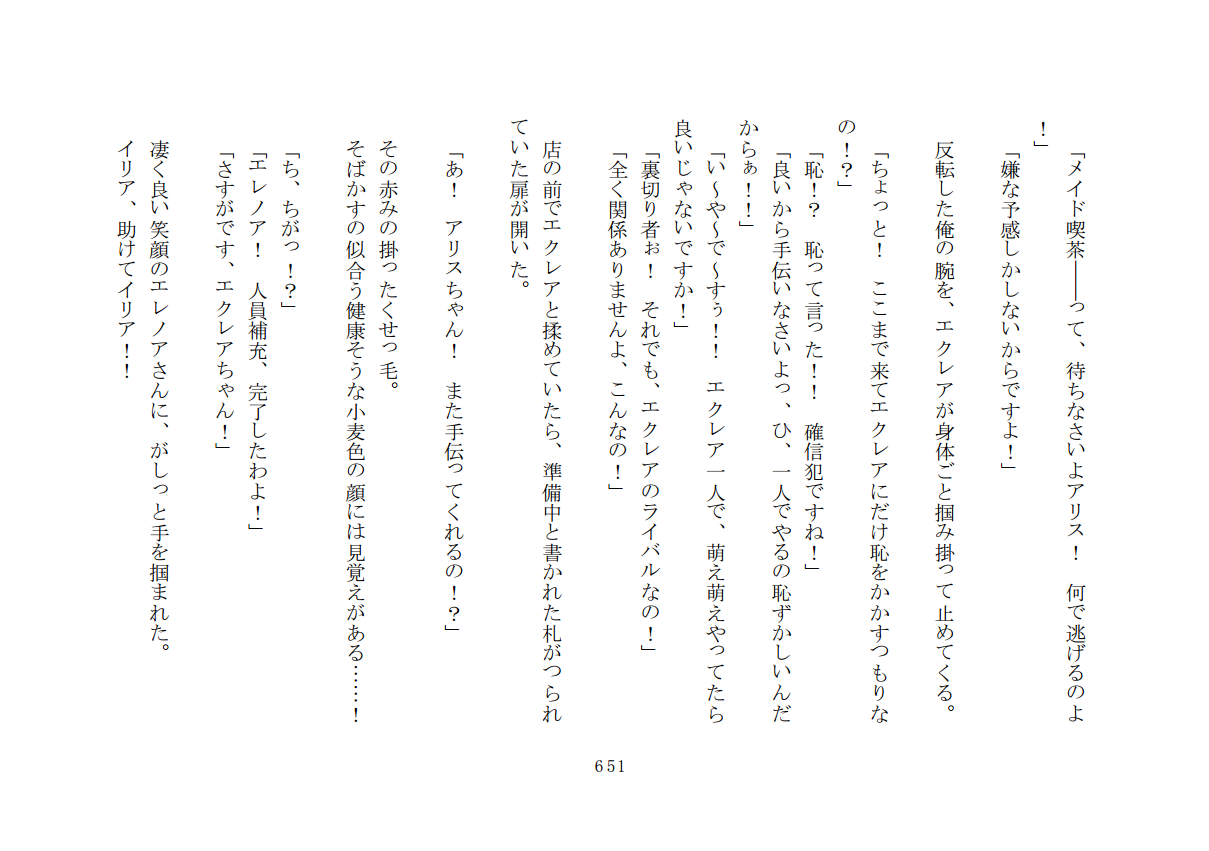 「メイド喫茶――って、待ちなさいよアリス！　何で逃げるのよ
！」
「嫌な予感しかしないからですよ！」
反転した俺の腕を、エクレアが身体ごと掴み掛って止めてくる。
「ちょっと！　ここまで来てエクレアにだけ恥をかかすつもりな
の！？」
「恥！？　恥って言った！！　確信犯ですね！」
「良いから手伝いなさいよっ、ひ、一人でやるの恥ずかしいんだ
からぁ！！」
「い～や～で～すぅ！！　エクレア一人で、萌え萌えやってたら
良いじゃないですか！」
「裏切り者ぉ！　それでも、エクレアのライバルなの！」
「全く関係ありませんよ、こんなの！」
店の前でエクレアと揉めていたら、準備中と書かれた札がつられ
ていた扉が開いた。
「あ！　アリスちゃん！　また手伝ってくれるの！？」
その赤みの掛ったくせっ毛。
そばかすの似合う健康そうな小麦色の顔には見覚えがある……！
「ち、ちがっ！？」
「エレノア！　人員補充、完了したわよ！」
「さすがです、エクレアちゃん！」
凄く良い笑顔のエレノアさんに、がしっと手を掴まれた。
イリア、助けてイリア！！
651